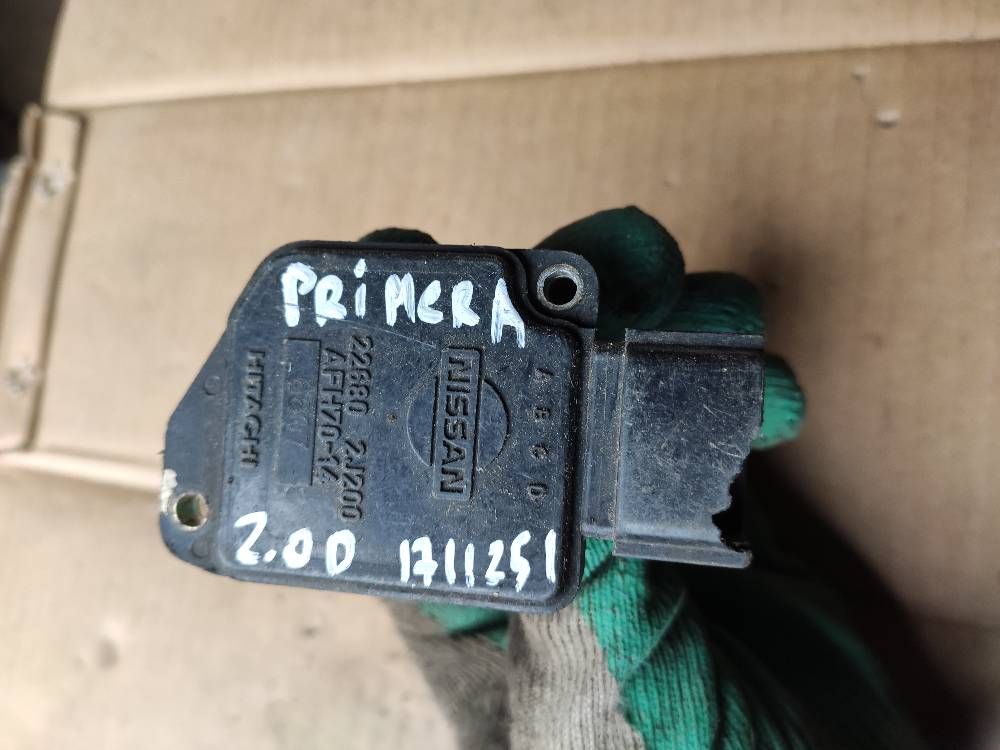 PRiMERA
NISSAN
22680 2J200
AFH70-14
HITACHI
A B C D
2.0D 1711251